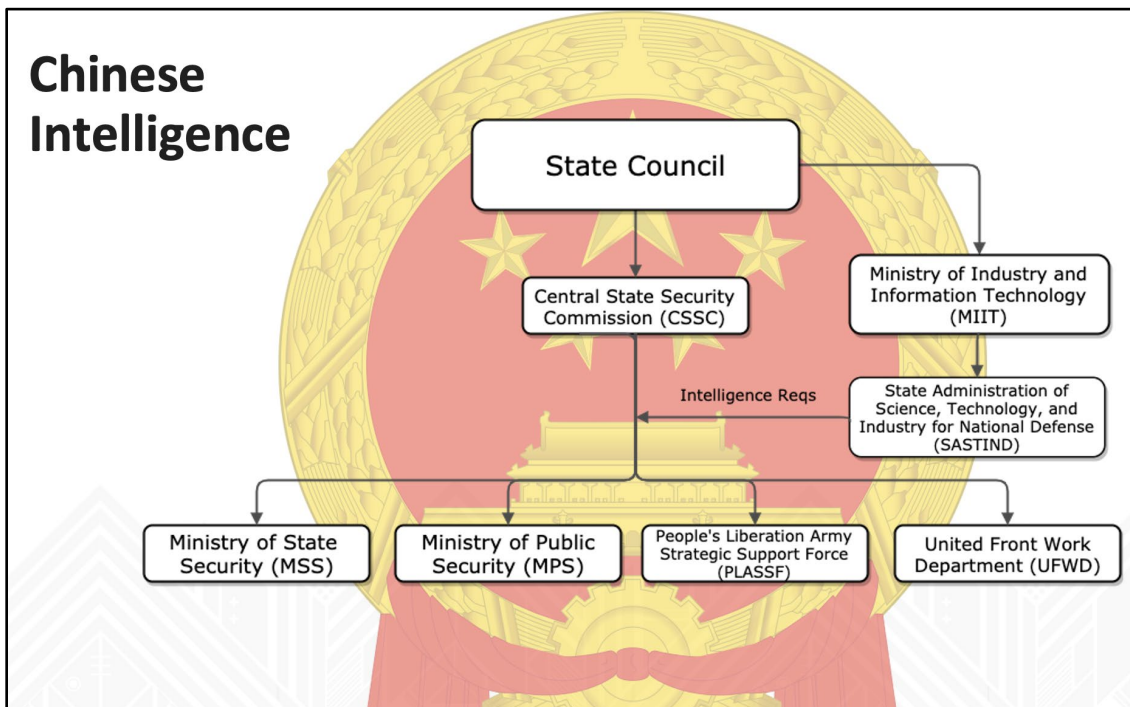 Chinese
Intelligence
State Council
Central State Security
Commission (CSSC)
Ministry of Industry and
Information Technology
(MIIT)
Intelligence Reqs
State Administration of
Science, Technology, and
Industry for National Defense
(SASTIND)
Ministry of State
Security (MSS)
Ministry of Public
Security (MPS)
People's Liberation Army
Strategic Support Force
(PLASSF)
United Front Work
Department (UFWD)